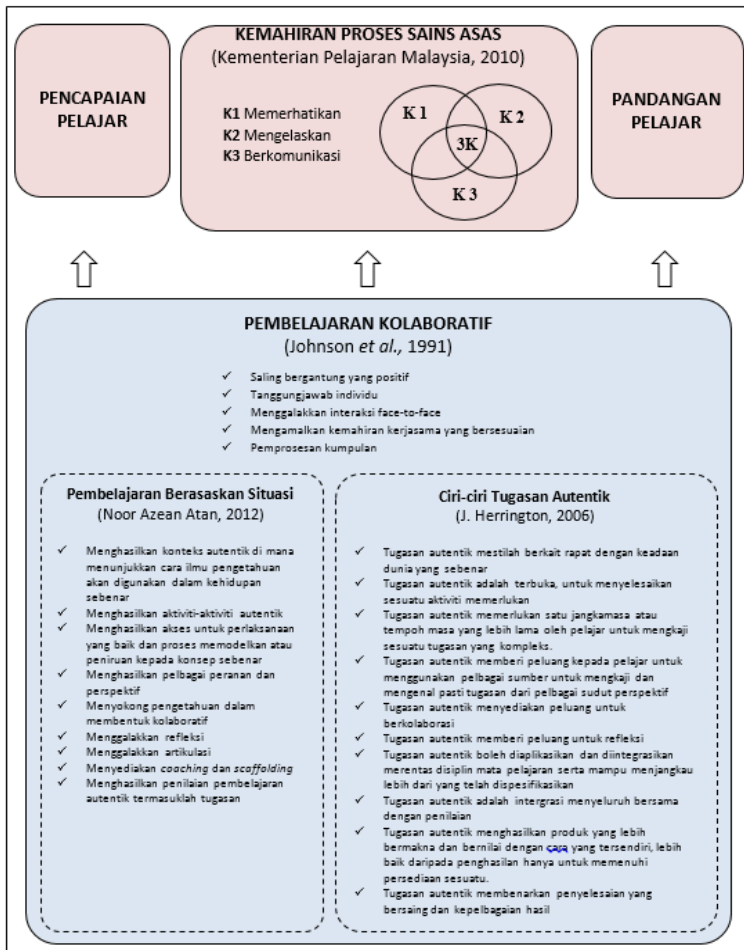 PENCAPAIAN
PELAJAR
KEMAHIRAN PROSES SAINS ASAS
(Kementerian Pelajaran Malaysia, 2010)
K1 Memerhatikan
K2 Mengelaskan
K3 Berkomunikasi
K 1
K 2
3K
K 3
PANDANGAN
PELAJAR
PEMBELAJARAN KOLABORATIF
(Johnson et al., 1991)
✓ Saling bergantung yang positif
✓ Tanggungjawab individu
✓ Menggalakkan interaksi face-to-face
✓ Mengamalkan kemahiran kerjasama yang bersesuaian
✓ Pemprosesan kumpulan
Pembelajaran Berasaskan Situasi
(Noor Azean Atan, 2012)
✓ Menghasilkan konteks autentik di mana
menunjukkan cara ilmu pengetahuan
akan digunakan dalam kehidupan
sebenar
✓ Menghasilkan aktiviti-aktiviti autentik
✓ Menghasilkan akses untuk perlaksanaan
yang baik dan proses memodelkan atau
peniruan kepada konsep sebenar
✓ Menghasilkan pelbagai peranan dan
perspektif
✓ Menyokong pengetahuan dalam
membentuk kolaboratif
✓ Menggalakkan refleksi
✓ Menggalakkan artikulasi
✓ Menyediakan coaching dan scaffolding
✓ Menghasilkan penilaian pembelajaran
autentik termasuklah tugasan
Ciri-ciri Tugasan Autentik
(J. Herrington, 2006)
✓ Tugasan autentik mestilah berkait rapat dengan keadaan
dunia yang sebenar
✓ Tugasan autentik adalah terbuka, untuk menyelesaikan
sesuatu aktiviti memerlukan
✓ Tugasan autentik memerlukan satu jangkamasa atau
tempoh masa yang lebih lama oleh pelajar untuk mengkaji
sesuatu tugasan yang kompleks.
✓ Tugasan autentik memberi peluang kepada pelajar untuk
menggunakan pelbagai sumber untuk mengkaji dan
mengenal pasti tugasan dari pelbagai sudut perspektif
✓ Tugasan autentik menyediakan peluang untuk
berkolaborasi
✓ Tugasan autentik memberi peluang untuk refleksi
✓ Tugasan autentik boleh diaplikasikan dan diintegrasikan
merentas disiplin mata pelajaran serta mampu menjangkau
lebih dari yang telah dispesifikasikan
✓ Tugasan autentik adalah intergrasi menyeluruh bersama
dengan penilaian
✓ Tugasan autentik menghasilkan produk yang lebih
bermakna dan bernilai dengan cara yang tersendiri, lebih
baik daripada penghasilan hanya untuk memenuhi
persediaan sesuatu.
✓ Tugasan autentik membenarkan penyelesaian yang
bersaing dan kepelbagaian hasil